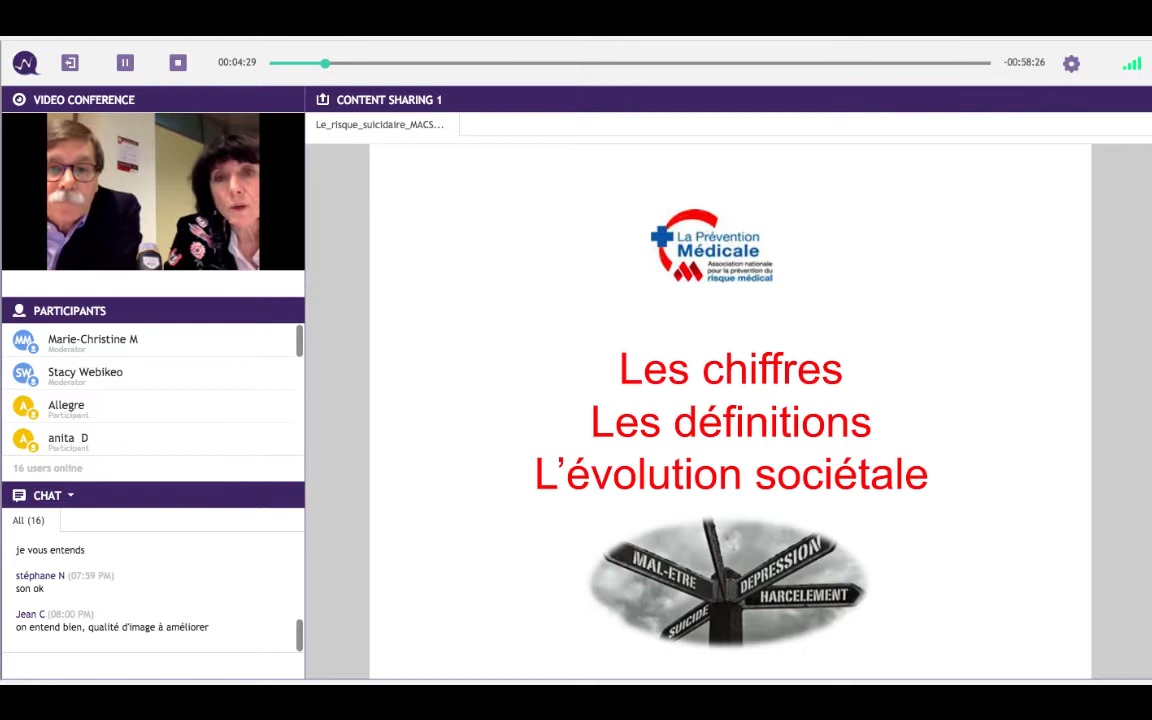 00:04:29
-00:58:26
VIDEO CONFERENCE
CONTENT SHARING 1
Le_risque_suicidaire_MACS...
La Prévention
Médicale
Association nationale
pour la prévention du
risque médical
Les chiffres
Les définitions
L’évolution sociétale
MAL-ETRE
DEPRESSION
HARCELEMENT
SUICIDE
PARTICIPANTS
MM
Marie-Christine M
Moderator
SW
Stacy Webikeo
Moderator
A
Allegre
Participant
A
anita D
Participant
16 users online
CHAT
All (16)
je vous entends
stéphane N (07:59 PM)
son ok
Jean C (08:00 PM)
on entend bien, qualité d'image à améliorer